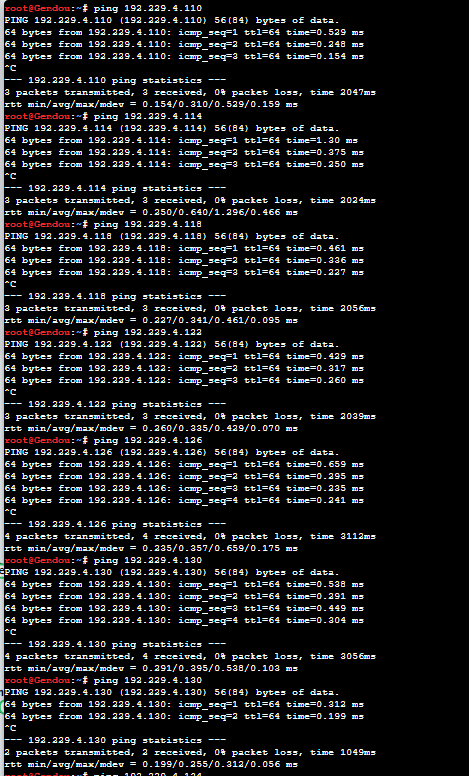 root@Gendou:~# ping 192.229.4.110
PING 192.229.4.110 (192.229.4.110) 56(84) bytes of data.
64 bytes from 192.229.4.110: icmp_seq=1 ttl=64 time=0.529 ms
64 bytes from 192.229.4.110: icmp_seq=2 ttl=64 time=0.248 ms
64 bytes from 192.229.4.110: icmp_seq=3 ttl=64 time=0.154 ms
^C
--- 192.229.4.110 ping statistics ---
3 packets transmitted, 3 received, 0% packet loss, time 2047ms
rtt min/avg/max/mdev = 0.154/0.310/0.529/0.159 ms
root@Gendou:~# ping 192.229.4.114
PING 192.229.4.114 (192.229.4.114) 56(84) bytes of data.
64 bytes from 192.229.4.114: icmp_seq=1 ttl=64 time=1.30 ms
64 bytes from 192.229.4.114: icmp_seq=2 ttl=64 time=0.375 ms
64 bytes from 192.229.4.114: icmp_seq=3 ttl=64 time=0.250 ms
^C
--- 192.229.4.114 ping statistics ---
3 packets transmitted, 3 received, 0% packet loss, time 2024ms
rtt min/avg/max/mdev = 0.250/0.640/1.296/0.466 ms
root@Gendou:~# ping 192.229.4.118
PING 192.229.4.118 (192.229.4.118) 56(84) bytes of data.
64 bytes from 192.229.4.118: icmp_seq=1 ttl=64 time=0.461 ms
64 bytes from 192.229.4.118: icmp_seq=2 ttl=64 time=0.336 ms
64 bytes from 192.229.4.118: icmp_seq=3 ttl=64 time=0.227 ms
^C
--- 192.229.4.118 ping statistics ---
3 packets transmitted, 3 received, 0% packet loss, time 2056ms
rtt min/avg/max/mdev = 0.227/0.341/0.461/0.095 ms
root@Gendou:~# ping 192.229.4.122
PING 192.229.4.122 (192.229.4.122) 56(84) bytes of data.
64 bytes from 192.229.4.122: icmp_seq=1 ttl=64 time=0.429 ms
64 bytes from 192.229.4.122: icmp_seq=2 ttl=64 time=0.317 ms
64 bytes from 192.229.4.122: icmp_seq=3 ttl=64 time=0.260 ms
^C
--- 192.229.4.122 ping statistics ---
3 packets transmitted, 3 received, 0% packet loss, time 2039ms
rtt min/avg/max/mdev = 0.260/0.335/0.429/0.070 ms
root@Gendou:~# ping 192.229.4.126
PING 192.229.4.126 (192.229.4.126) 56(84) bytes of data.
64 bytes from 192.229.4.126: icmp_seq=1 ttl=64 time=0.659 ms
64 bytes from 192.229.4.126: icmp_seq=2 ttl=64 time=0.295 ms
64 bytes from 192.229.4.126: icmp_seq=3 ttl=64 time=0.235 ms
64 bytes from 192.229.4.126: icmp_seq=4 ttl=64 time=0.241 ms
^C
--- 192.229.4.126 ping statistics ---
4 packets transmitted, 4 received, 0% packet loss, time 3112ms
rtt min/avg/max/mdev = 0.235/0.357/0.659/0.175 ms
root@Gendou:~# ping 192.229.4.130
PING 192.229.4.130 (192.229.4.130) 56(84) bytes of data.
64 bytes from 192.229.4.130: icmp_seq=1 ttl=64 time=0.538 ms
64 bytes from 192.229.4.130: icmp_seq=2 ttl=64 time=0.291 ms
64 bytes from 192.229.4.130: icmp_seq=3 ttl=64 time=0.449 ms
64 bytes from 192.229.4.130: icmp_seq=4 ttl=64 time=0.304 ms
^C
--- 192.229.4.130 ping statistics ---
4 packets transmitted, 4 received, 0% packet loss, time 3056ms
rtt min/avg/max/mdev = 0.291/0.395/0.538/0.103 ms
root@Gendou:~# ping 192.229.4.130
PING 192.229.4.130 (192.229.4.130) 56(84) bytes of data.
64 bytes from 192.229.4.130: icmp_seq=1 ttl=64 time=0.312 ms
64 bytes from 192.229.4.130: icmp_seq=2 ttl=64 time=0.199 ms
^C
--- 192.229.4.130 ping statistics ---
2 packets transmitted, 2 received, 0% packet loss, time 1049ms
rtt min/avg/max/mdev = 0.199/0.255/0.312/0.056 ms